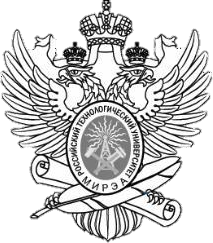 РОССИЙСКИЙ ТЕХНОЛОГИЧЕСКИЙ УНИВЕРСИТЕТ
МИРЭА